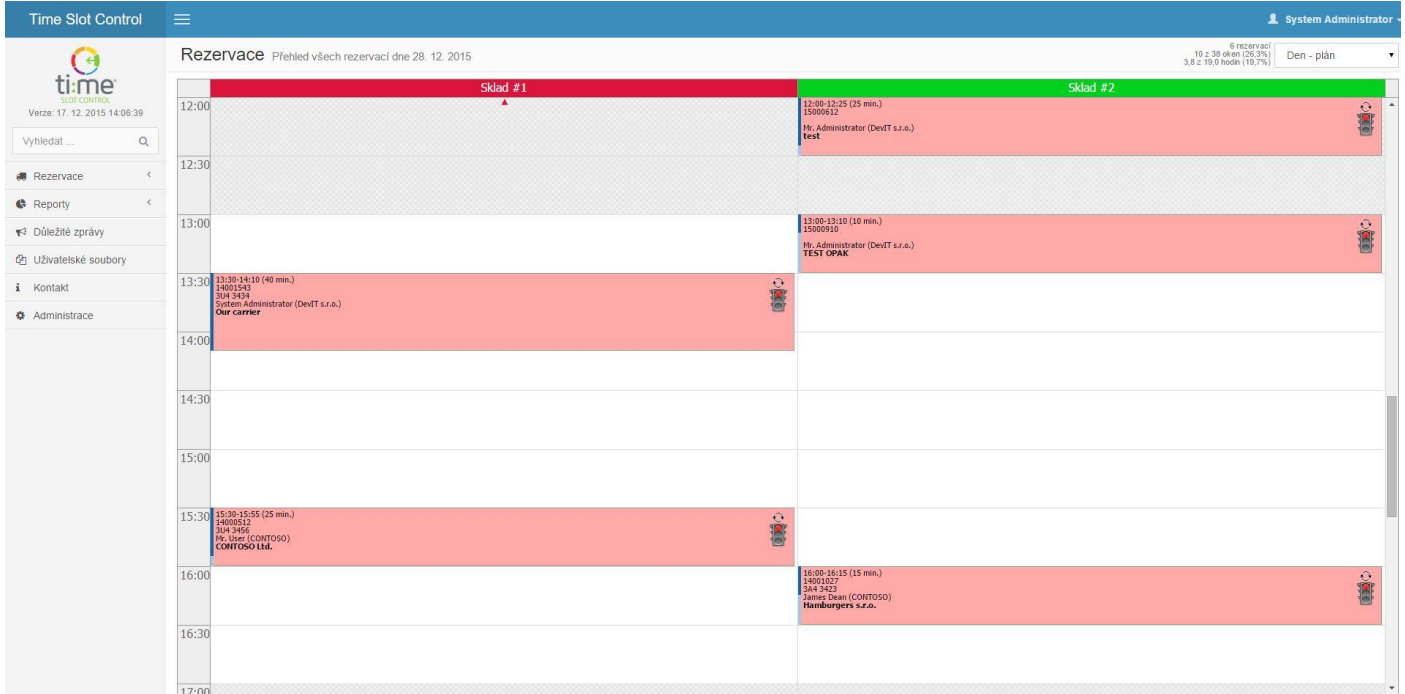 Time Slot Control
System Administrator
ti:me
SLOT CONTROL
Verze: 17. 12. 2015 14:06:39
Vyhledat ...
Rezervace
Reporty
Důležité zprávy
Uživatelské soubory
Kontakt
Administrace
Rezervace Přehled všech rezervací dne 28. 12. 2015
6 rezervací
10 z 38 oken (26,3%)
3,8 z 19,0 hodin (19,7%)
Den - plán
Sklad #1
Sklad #2
12:00
12:00-12:25 (25 min.)
15000612
Mr. Administrator (DevIT s.r.o.)
test
12:30
13:00
13:00-13:10 (10 min.)
15000910
Mr. Administrator (DevIT s.r.o.)
TEST OPAK
13:30
13:30-14:10 (40 min.)
14001543
3U4 3434
System Administrator (DevIT s.r.o.)
Our carrier
14:00
14:30
15:00
15:30
15:30-15:55 (25 min.)
14000512
3U4 3456
Mr. User (CONTOSO)
CONTOSO Ltd.
16:00
16:00-16:15 (15 min.)
14001027
3A4 3423
James Dean (CONTOSO)
Hamburgers s.r.o.
16:30
17:00